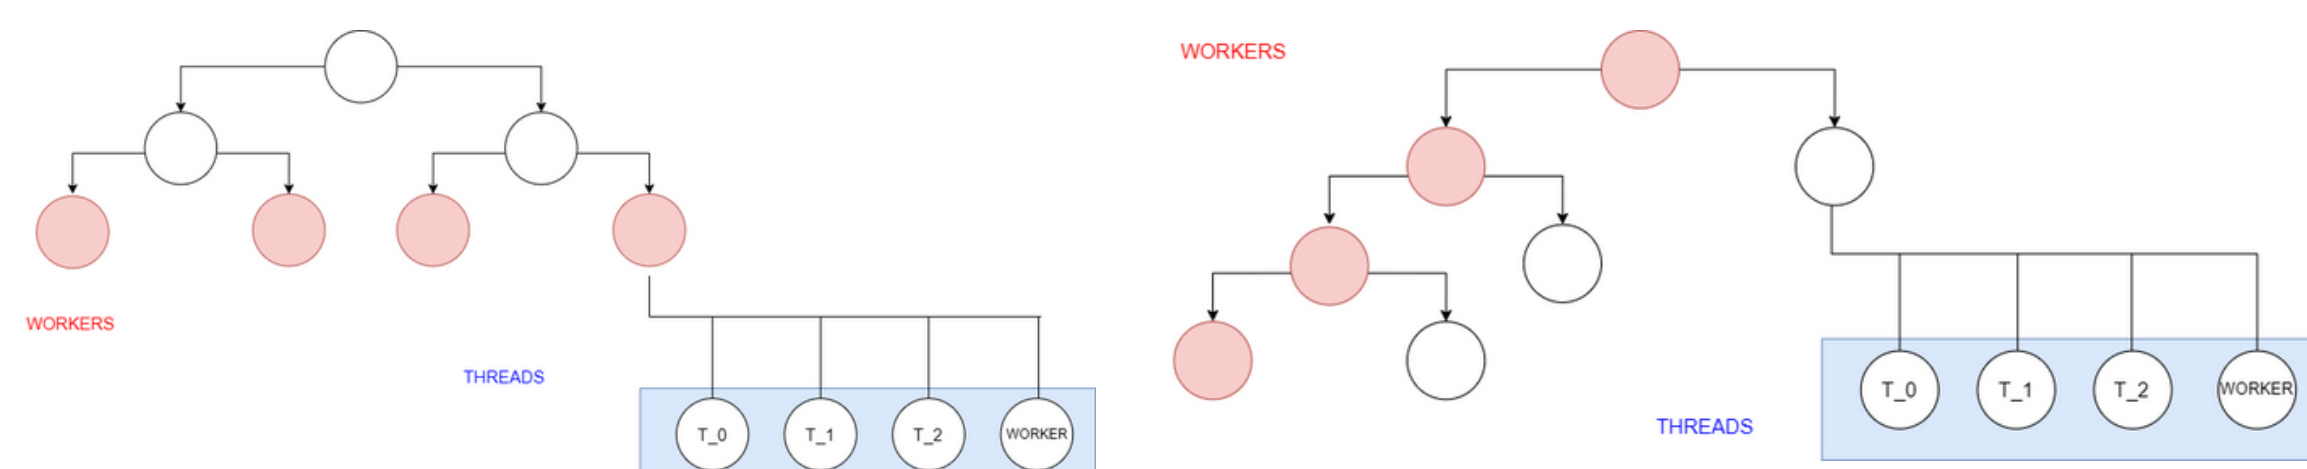 WORKERS
THREADS
T_0
T_1
T_2
WORKER
WORKERS
THREADS
T_0
T_1
T_2
WORKER